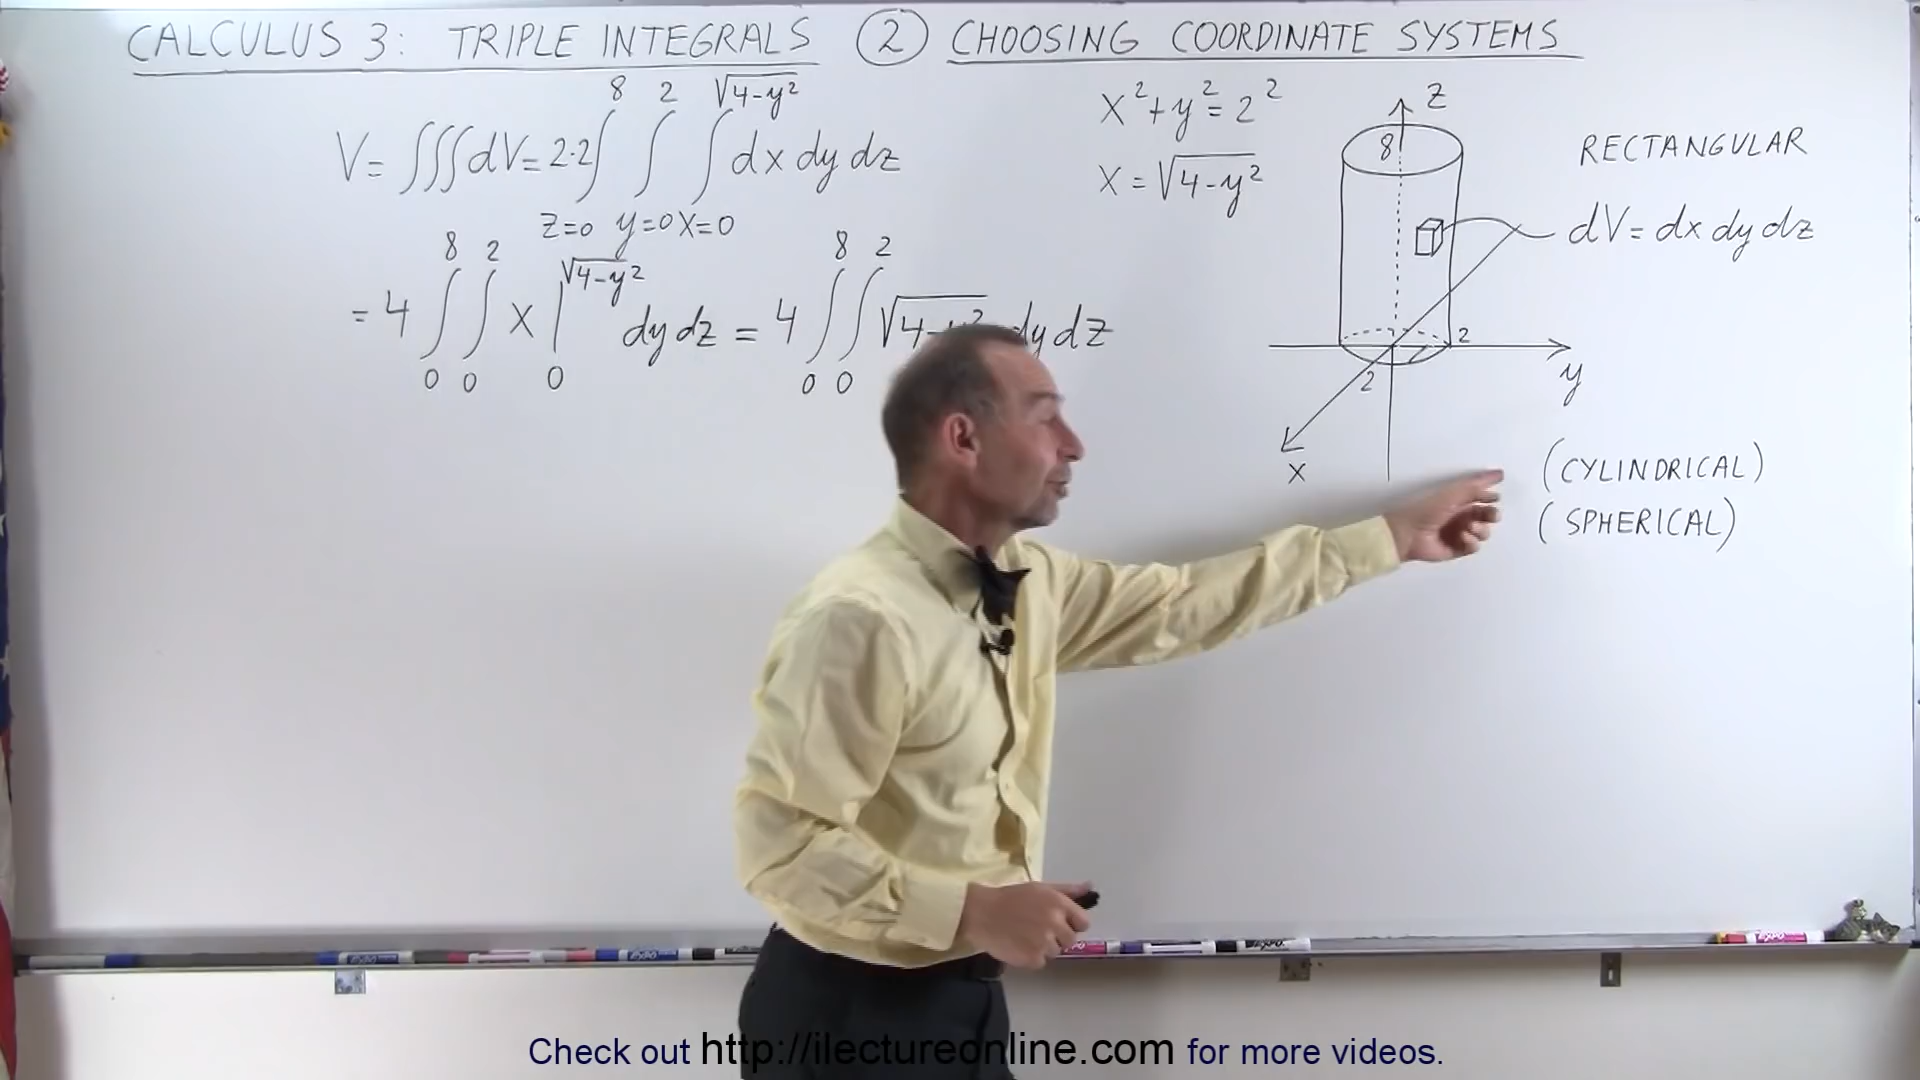 CALCULUS 3: TRIPLE INTEGRALS ② CHOOSING COORDINATE SYSTEMS
8 2 √4-y²
V= ∫∫∫dV= 2·2∫ ∫ ∫ dx dy dz
z=0 y=0 x=0
8 2 √4-y²
= 4 ∫ ∫ x | dy dz = 4 ∫ ∫ √4-y² dy dz
0 0 0
8 2
0 0
x²+y²=2²
x=√4-y²
z
8
2
2
y
x
RECTANGULAR
dV= dx dy dz
(CYLINDRICAL)
(SPHERICAL)
Check out http://ilectureonline.com for more videos.